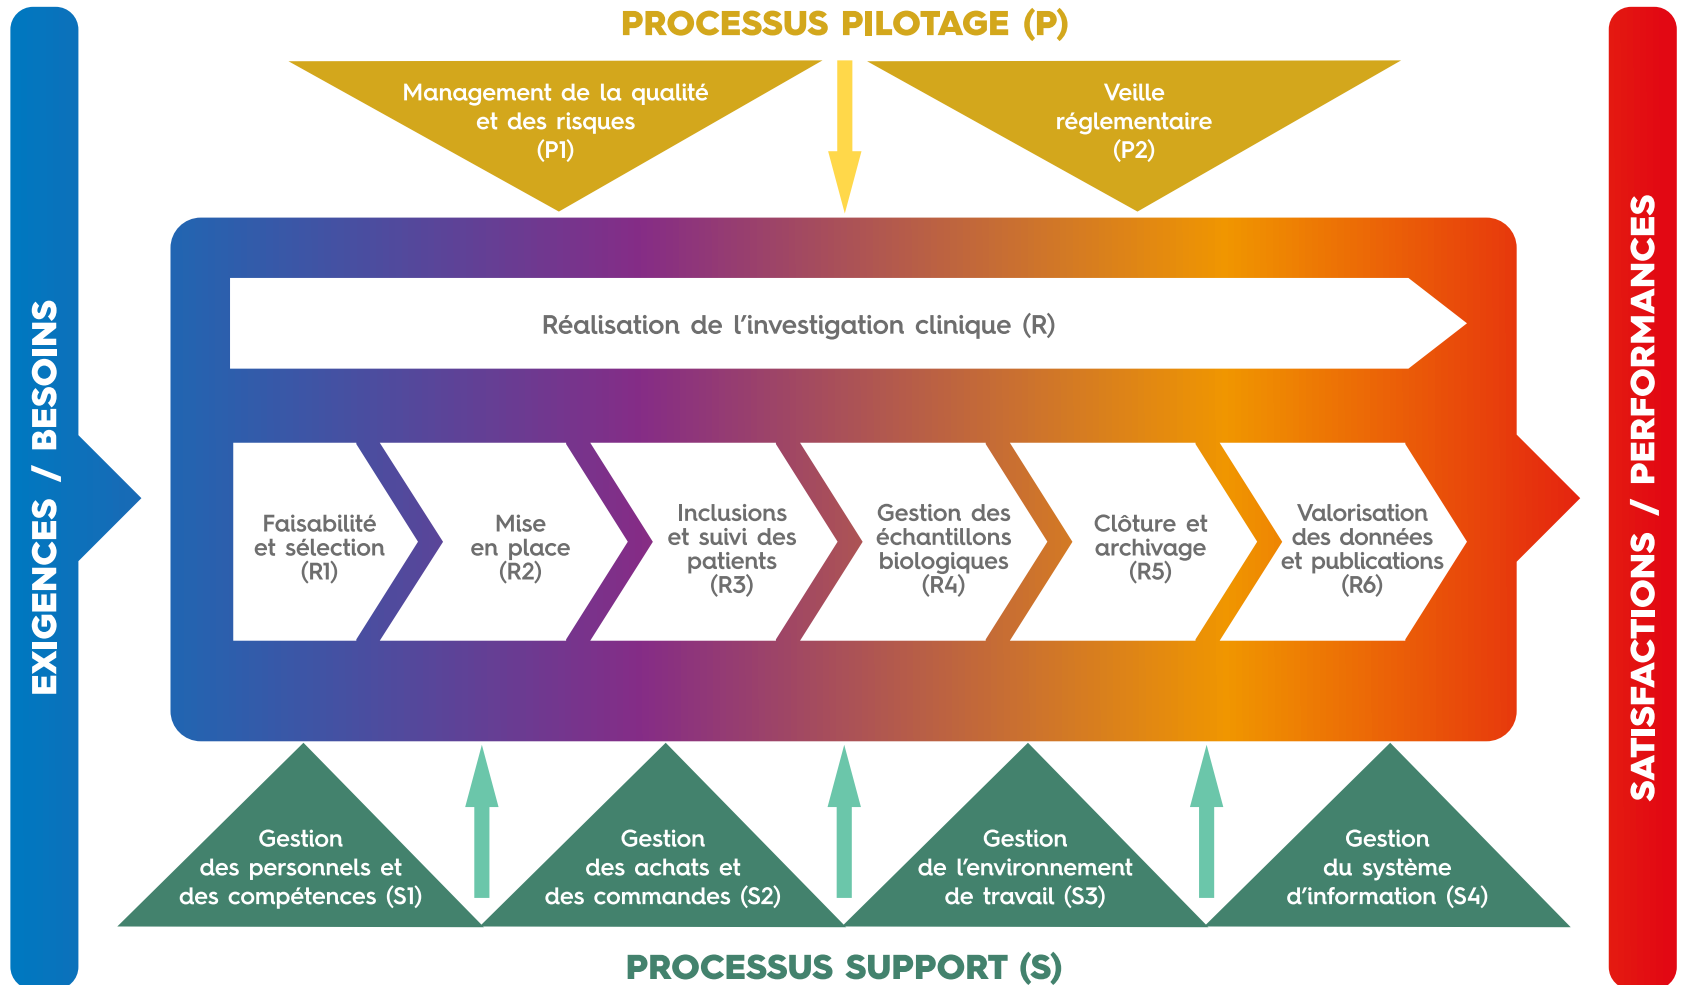 PROCESSUS PILOTAGE (P)
Management de la qualité
et des risques
(P1)
Veille
réglementaire
(P2)
EXIGENCES / BESOINS
Réalisation de l'investigation clinique (R)
Faisabilité
et sélection
(R1)
Mise
en place
(R2)
Inclusions
et suivi des
patients
(R3)
Gestion des
échantillons
biologiques
(R4)
Clôture et
archivage
(R5)
Valorisation
des données
et publications
(R6)
SATISFACTIONS / PERFORMANCES
Gestion
des personnels et
des compétences (S1)
Gestion
des achats et
des commandes (S2)
Gestion
de l'environnement
de travail (S3)
Gestion
du système
d'information (S4)
PROCESSUS SUPPORT (S)